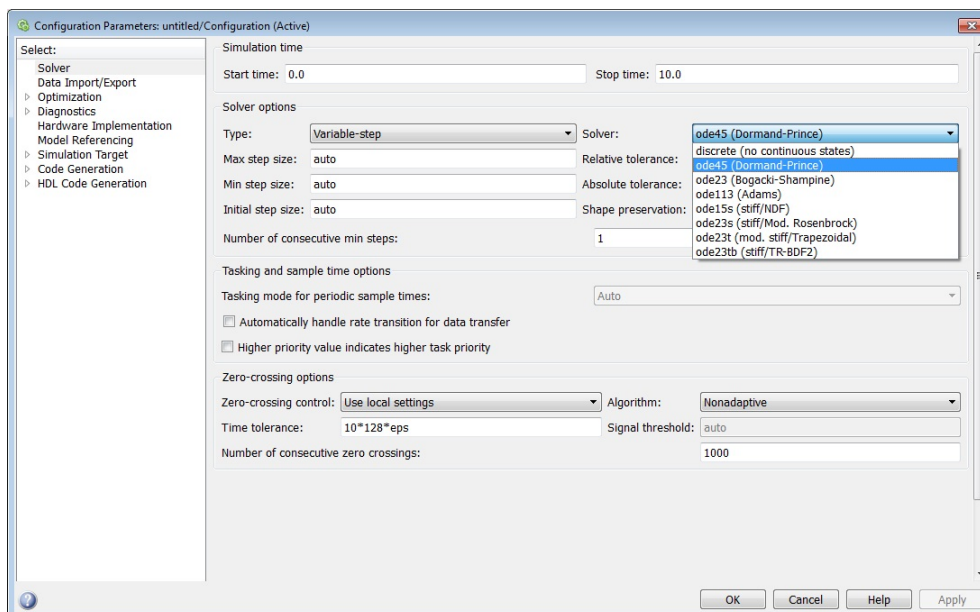 Configuration Parameters: untitled/Configuration (Active)
Select:
Solver
Data Import/Export
Optimization
Diagnostics
Hardware Implementation
Model Referencing
Simulation Target
Code Generation
HDL Code Generation
Simulation time
Start time: 0.0 Stop time: 10.0
Solver options
Type: Variable-step Solver: ode45 (Dormand-Prince)
discrete (no continuous states)
Max step size: auto Relative tolerance: ode45 (Dormand-Prince)
ode23 (Bogacki-Shampine)
Min step size: auto Absolute tolerance: ode113 (Adams)
Initial step size: auto Shape preservation: ode15s (stiff/NDF)
ode23s (stiff/Mod. Rosenbrock)
Number of consecutive min steps: 1 ode23t (mod. stiff/Trapezoidal)
ode23tb (stiff/TR-BDF2)
Tasking and sample time options
Tasking mode for periodic sample times: Auto
Automatically handle rate transition for data transfer
Higher priority value indicates higher task priority
Zero-crossing options
Zero-crossing control: Use local settings Algorithm: Nonadaptive
Time tolerance: 10*128*eps Signal threshold: auto
Number of consecutive zero crossings: 1000
OK Cancel Help Apply